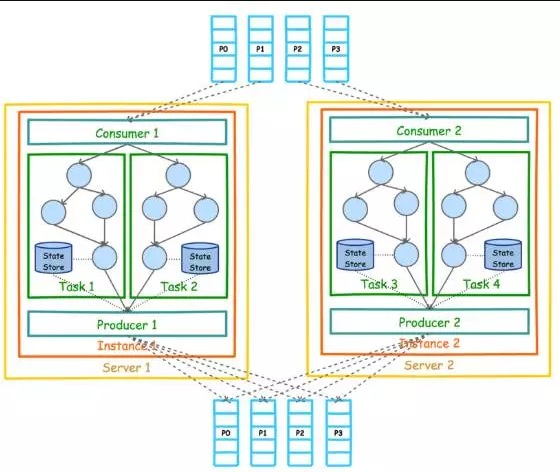 P0 P1 P2 P3
Consumer 1
State Store
Task 1
Task 2
State Store
Producer 1
Instance 1
Server 1
Consumer 2
State Store
Task 3
Task 4
State Store
Producer 2
Instance 2
Server 2
P0 P1 P2 P3